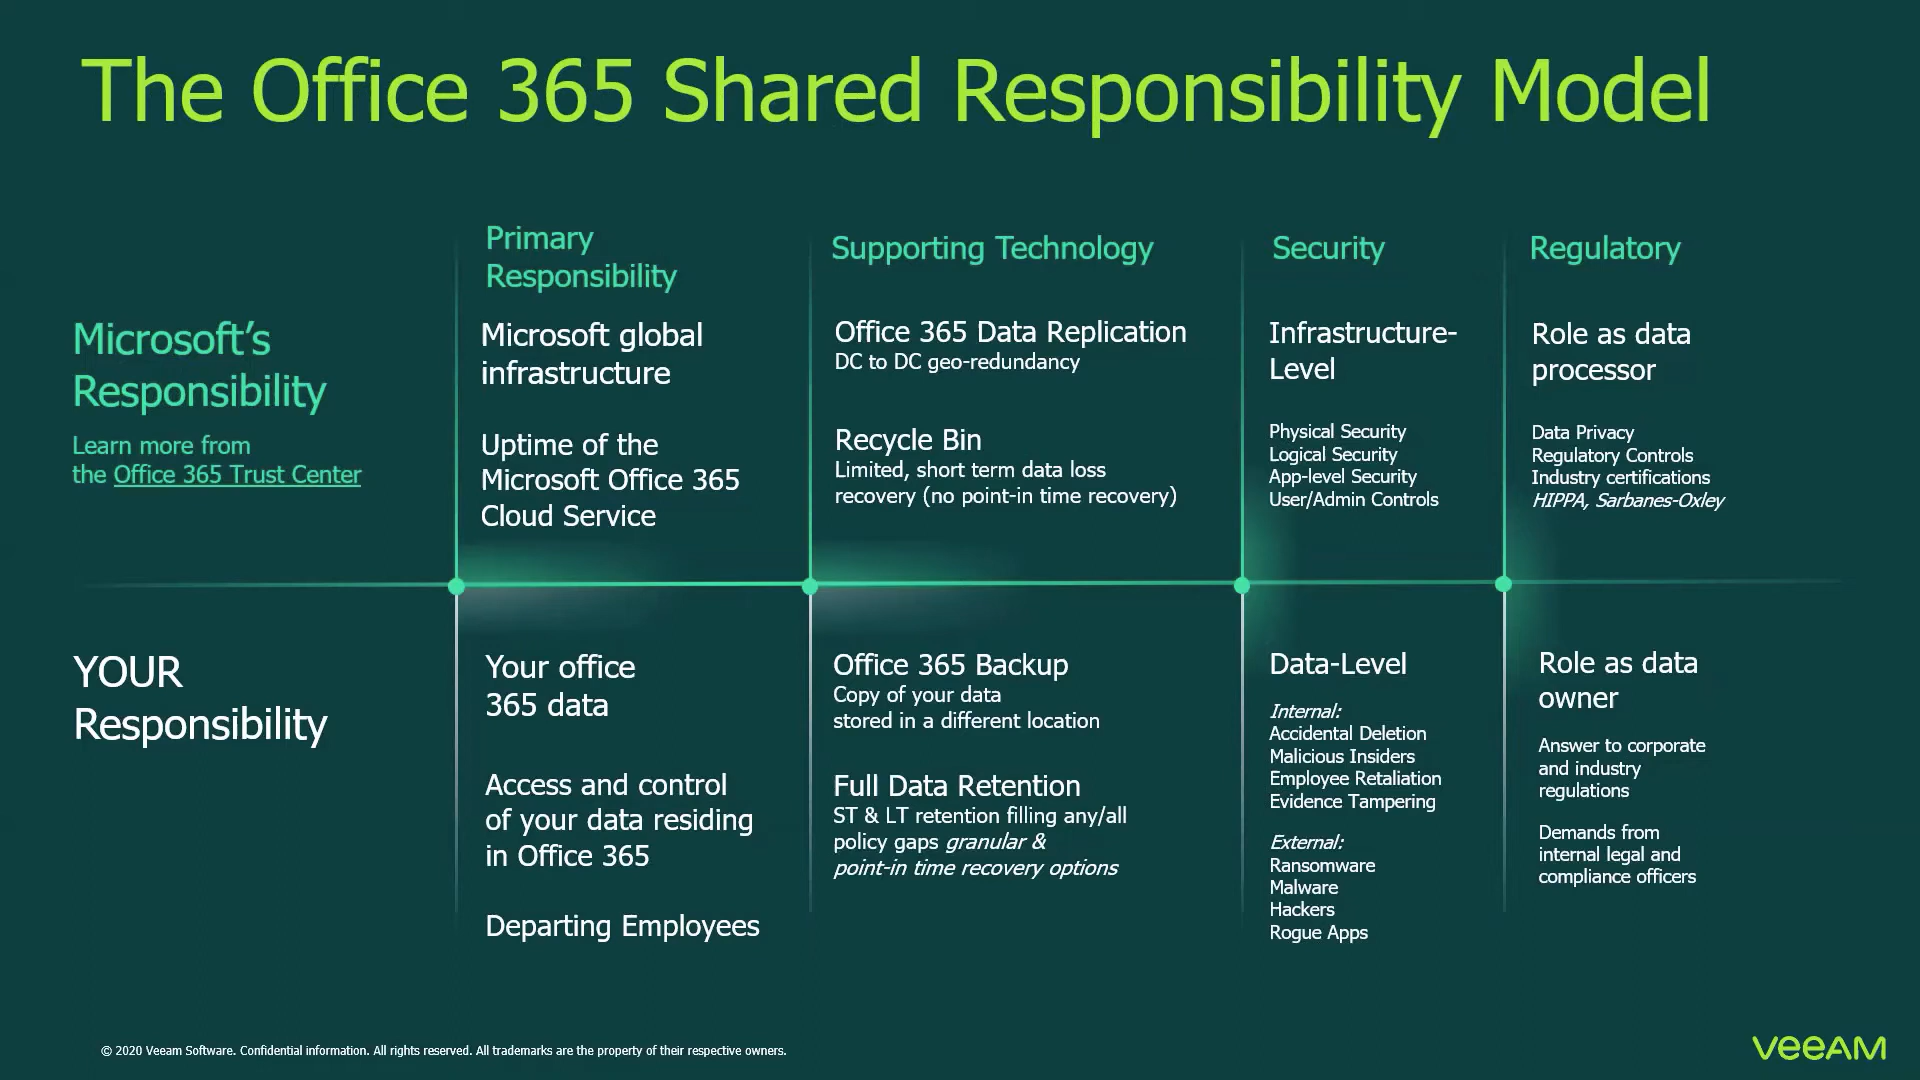 The Office 365 Shared Responsibility Model
Primary
Responsibility
Supporting Technology
Security
Regulatory
Microsoft’s
Responsibility
Learn more from
the Office 365 Trust Center
Microsoft global
infrastructure
Uptime of the
Microsoft Office 365
Cloud Service
Office 365 Data Replication
DC to DC geo-redundancy
Recycle Bin
Limited, short term data loss
recovery (no point-in time recovery)
Infrastructure-
Level
Physical Security
Logical Security
App-level Security
User/Admin Controls
Role as data
processor
Data Privacy
Regulatory Controls
Industry certifications
HIPPA, Sarbanes-Oxley
YOUR
Responsibility
Your office
365 data
Access and control
of your data residing
in Office 365
Departing Employees
Office 365 Backup
Copy of your data
stored in a different location
Full Data Retention
ST & LT retention filling any/all
policy gaps granular &
point-in time recovery options
Data-Level
Internal:
Accidental Deletion
Malicious Insiders
Employee Retaliation
Evidence Tampering
External:
Ransomware
Malware
Hackers
Rogue Apps
Role as data
owner
Answer to corporate
and industry
regulations
Demands from
internal legal and
compliance officers
© 2020 Veeam Software. Confidential information. All rights reserved. All trademarks are the property of their respective owners.
veeAM